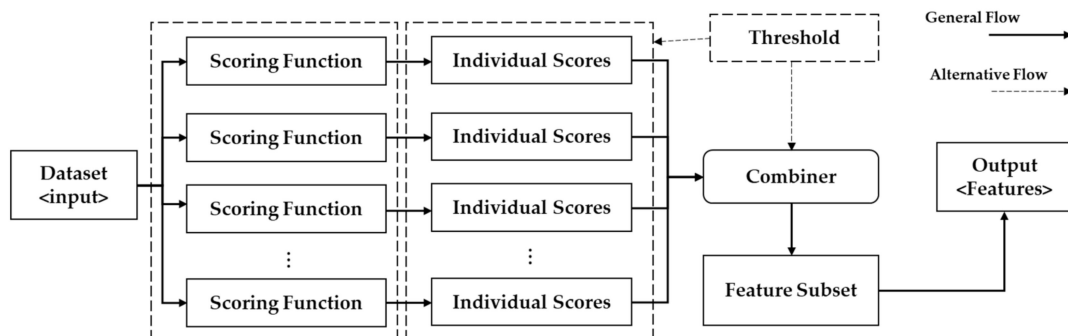 General Flow
Threshold
Scoring Function
Individual Scores
Alternative Flow
Scoring Function
Individual Scores
Dataset
<input>
Combiner
Output
<Features>
Scoring Function
Individual Scores
⋮
⋮
Scoring Function
Individual Scores
Feature Subset